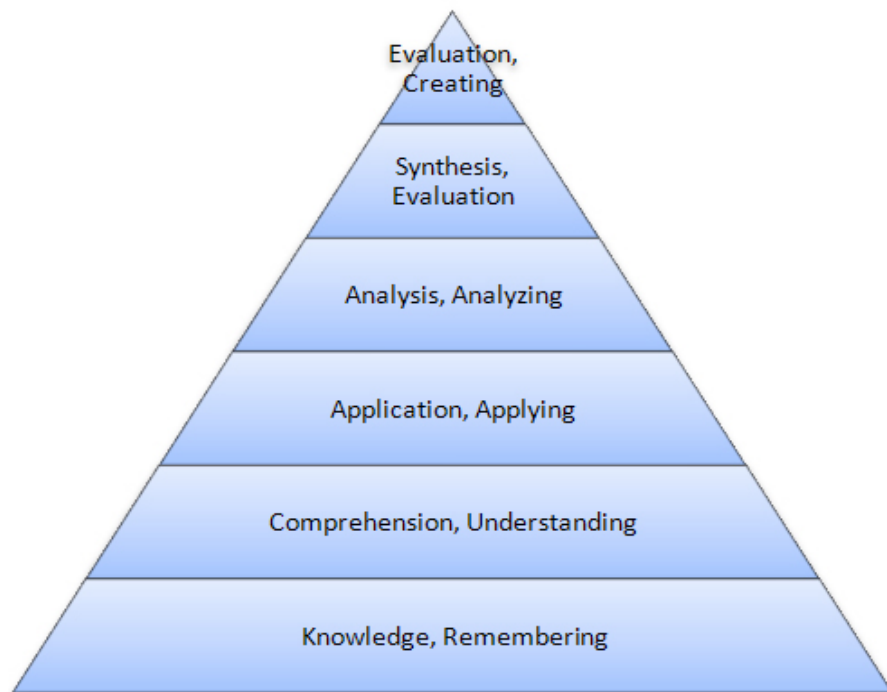 Evaluation,
Creating
Synthesis,
Evaluation
Analysis, Analyzing
Application, Applying
Comprehension, Understanding
Knowledge, Remembering